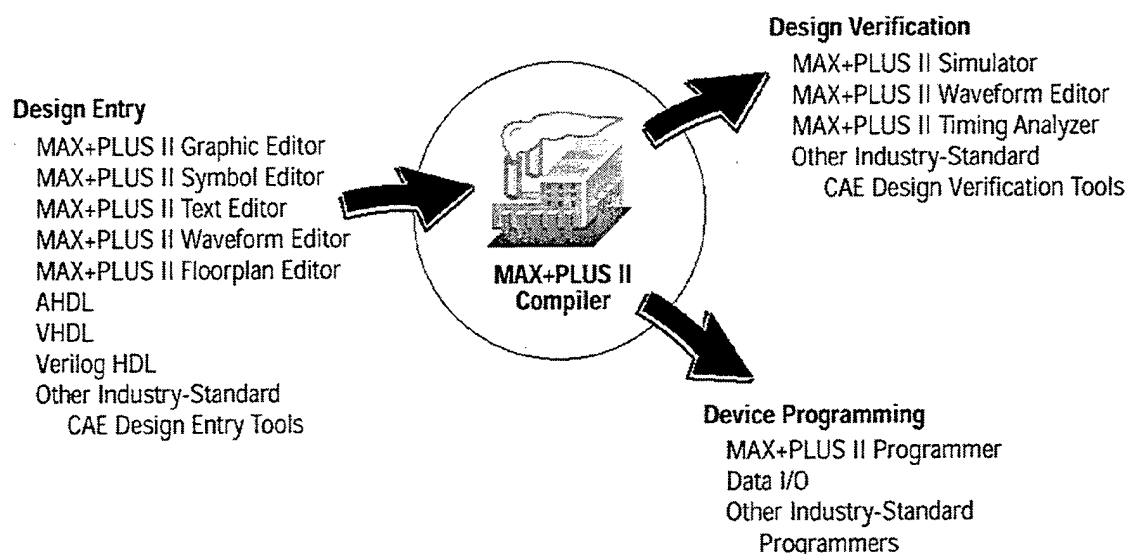 Design Entry
MAX+PLUS II Graphic Editor
MAX+PLUS II Symbol Editor
MAX+PLUS II Text Editor
MAX+PLUS II Waveform Editor
MAX+PLUS II Floorplan Editor
AHDL
VHDL
Verilog HDL
Other Industry-Standard
CAE Design Entry Tools
MAX+PLUS II
Compiler
Design Verification
MAX+PLUS II Simulator
MAX+PLUS II Waveform Editor
MAX+PLUS II Timing Analyzer
Other Industry-Standard
CAE Design Verification Tools
Device Programming
MAX+PLUS II Programmer
Data I/O
Other Industry-Standard
Programmers